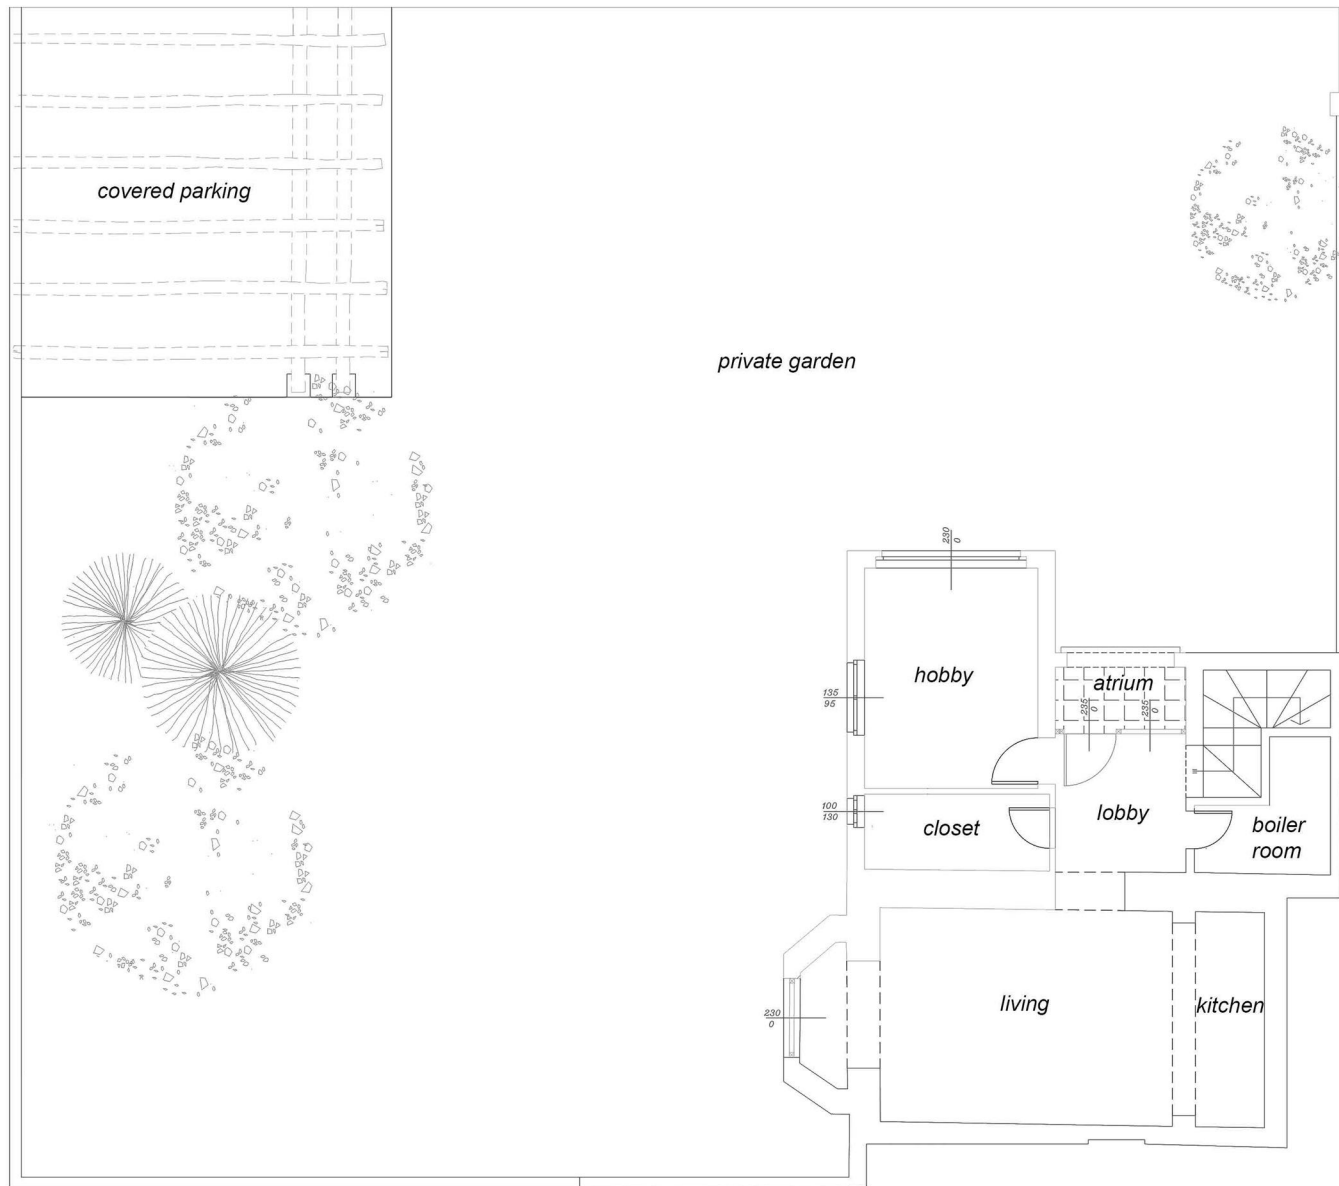 covered parking
private garden
230
0
hobby
atrium
135
95
235
0
235
0
100
130
closet
lobby
boiler
room
living
kitchen
230
0